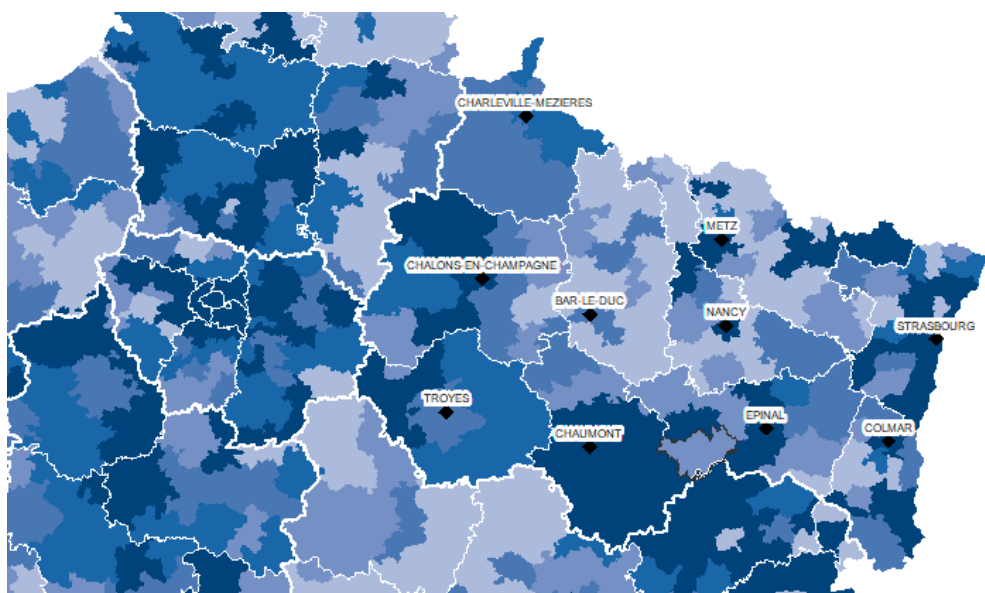 CHARLEVILLE-MEZIERES
METZ
CHALONS-EN-CHAMPAGNE
BAR-LE-DUC
NANCY
STRASBOURG
TROYES
EPINAL
COLMAR
CHAUMONT